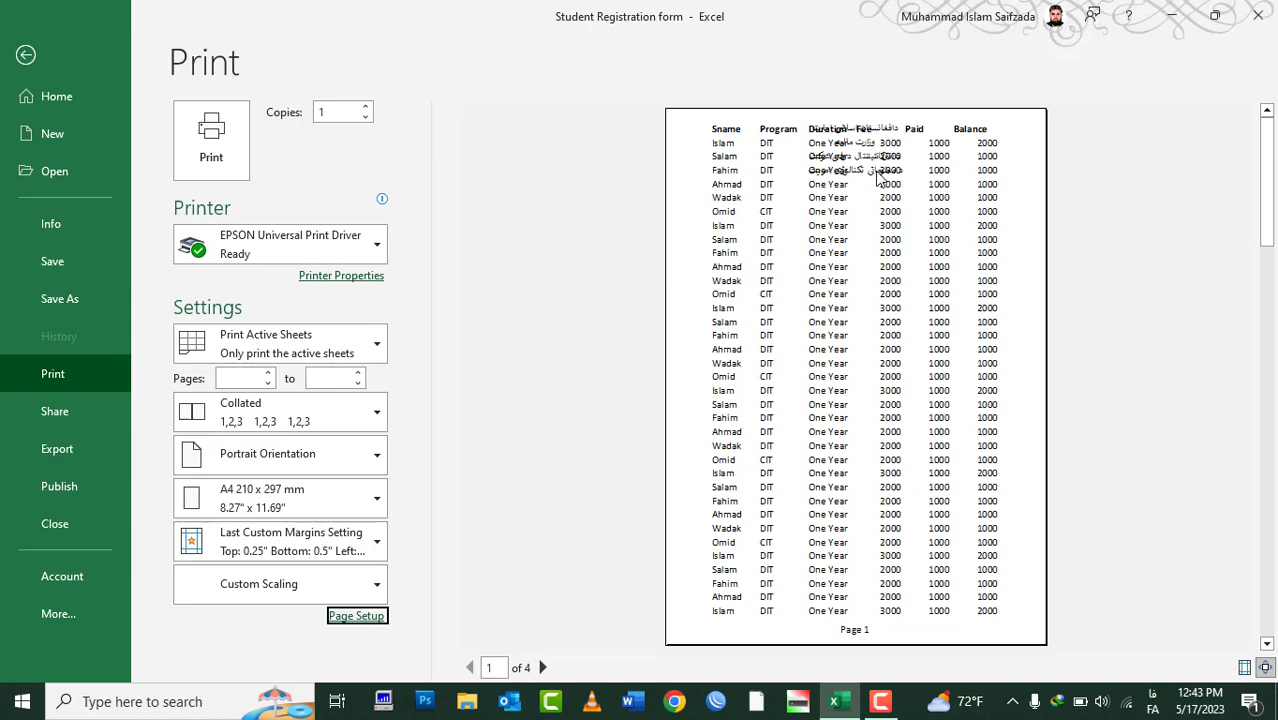 Student Registration form - Excel
Muhammad Islam Saifzada
?
Print
Home
New
Open
Info
Save
Save As
History
Print
Share
Export
Publish
Close
Account
More...
Print
Copies: 1
Printer
EPSON Universal Print Driver
Ready
Printer Properties
Settings
Print Active Sheets
Only print the active sheets
Pages: to
Collated
1,2,3 1,2,3 1,2,3
Portrait Orientation
A4 210 x 297 mm
8.27" x 11.69"
Last Custom Margins Setting
Top: 0.25" Bottom: 0.5" Left:...
Custom Scaling
Page Setup
Sname Program Duration Fee Paid Balance
Islam DIT One Year 3000 1000 2000
وزارت
Salam DIT One Year 1000 1000
Fahim DIT One Year 1000 1000
تکنالوژي
Ahmad DIT One Year 1000 1000
Wadak DIT One Year 2000 1000 1000
Omid CIT One Year 2000 1000 1000
Islam DIT One Year 3000 1000 2000
Salam DIT One Year 2000 1000 1000
Fahim DIT One Year 2000 1000 1000
Ahmad DIT One Year 2000 1000 1000
Wadak DIT One Year 2000 1000 1000
Omid CIT One Year 2000 1000 1000
Islam DIT One Year 3000 1000 2000
Salam DIT One Year 2000 1000 1000
Fahim DIT One Year 2000 1000 1000
Ahmad DIT One Year 2000 1000 1000
Wadak DIT One Year 2000 1000 1000
Omid CIT One Year 2000 1000 1000
Islam DIT One Year 3000 1000 2000
Salam DIT One Year 2000 1000 1000
Fahim DIT One Year 2000 1000 1000
Ahmad DIT One Year 2000 1000 1000
Wadak DIT One Year 2000 1000 1000
Omid CIT One Year 2000 1000 1000
Islam DIT One Year 3000 1000 2000
Salam DIT One Year 2000 1000 1000
Fahim DIT One Year 2000 1000 1000
Ahmad DIT One Year 2000 1000 1000
Wadak DIT One Year 2000 1000 1000
Omid CIT One Year 2000 1000 1000
Islam DIT One Year 3000 1000 2000
Salam DIT One Year 2000 1000 1000
Fahim DIT One Year 2000 1000 1000
Ahmad DIT One Year 2000 1000 1000
Islam DIT One Year 3000 1000 2000
Page 1
1 of 4
Type here to search
Ps
72°F
فا
FA
12:43 PM
5/17/2023
1